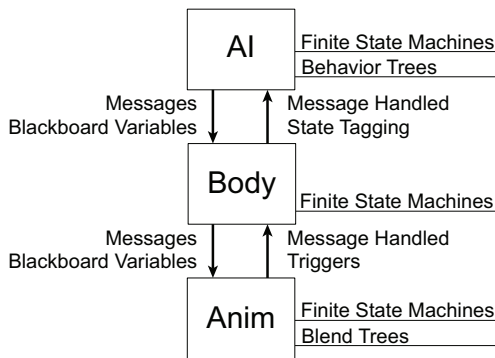 AI
Finite State Machines
Behavior Trees
Messages
Blackboard Variables
Message Handled
State Tagging
Body
Finite State Machines
Messages
Blackboard Variables
Message Handled
Triggers
Anim
Finite State Machines
Blend Trees